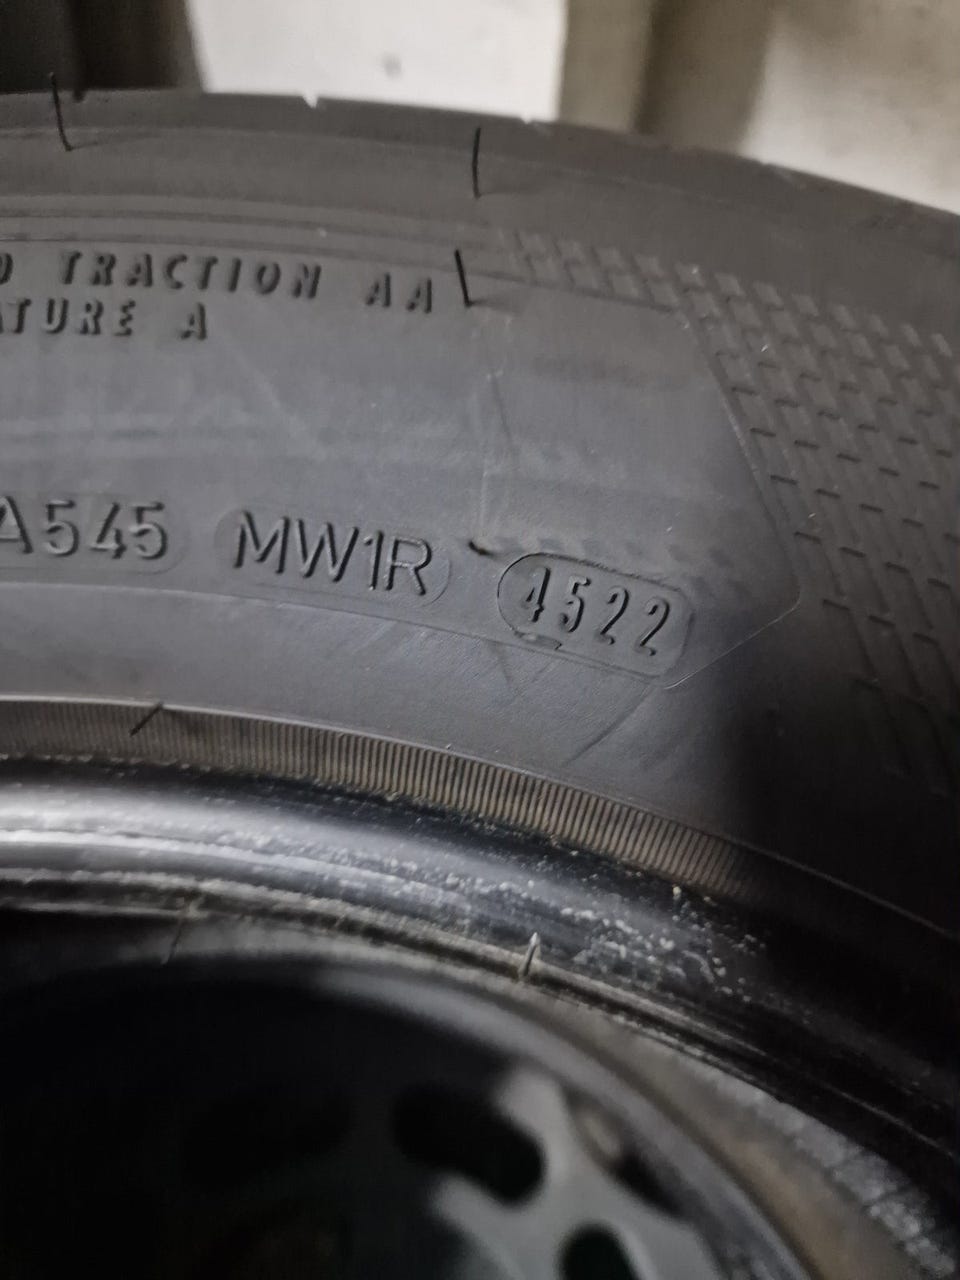 TRACTION AA
ATURE A
A545 MW1R 4522